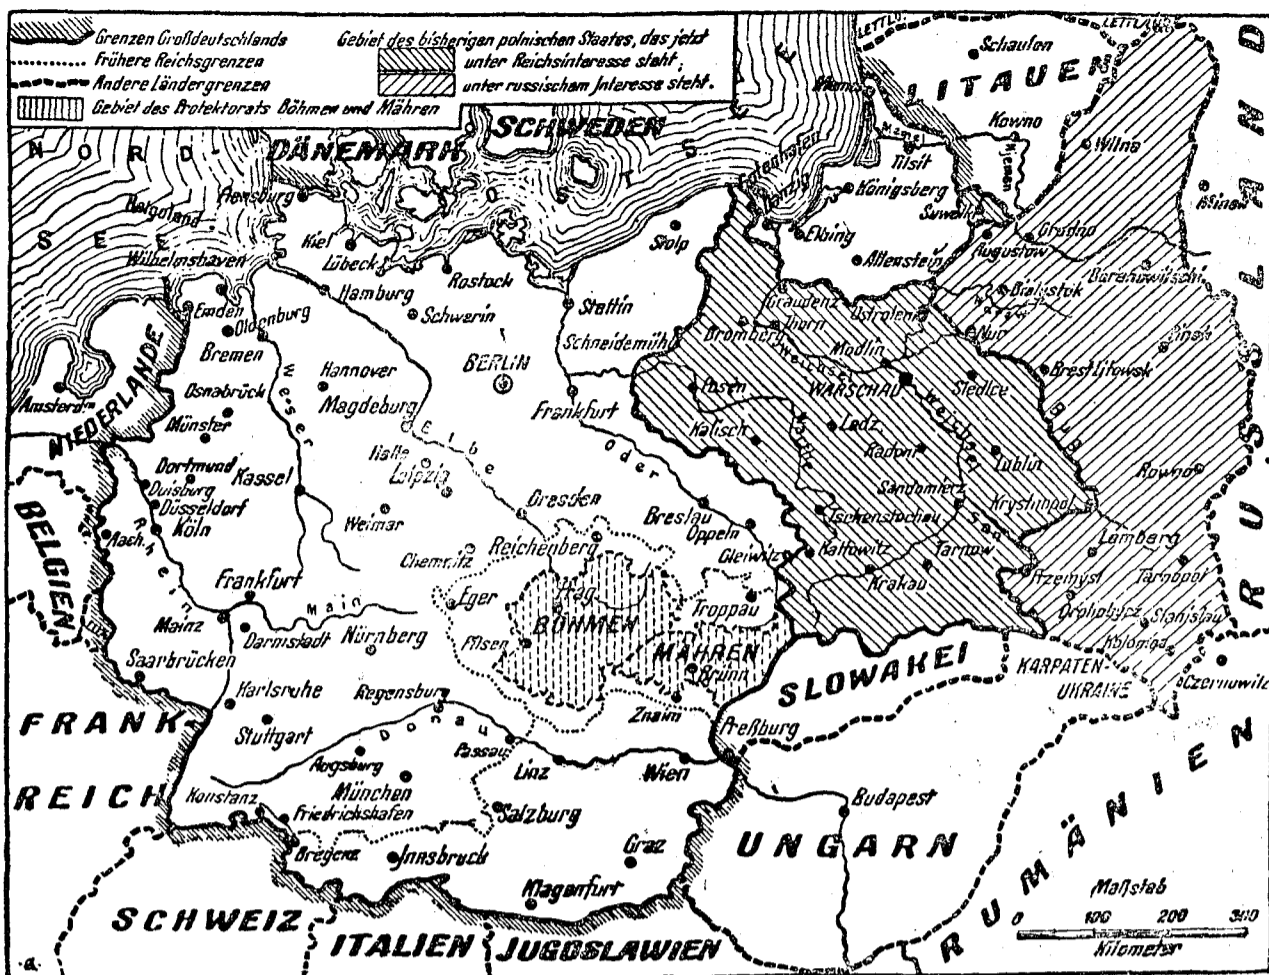 Grenzen Großdeutschlands
Frühere Reichsgrenzen
Andere Ländergrenzen
Gebiet des Protektorats Böhmen und Mähren
Gebiet des bisherigen polnischen Staates, das jetzt
unter Reichsinteresse steht;
unter russischem Interesse steht.
LETTLAND
Schaulen
LITAUEN
Memel
Kowno
Wilna
Tilsit
Niemen
NORD-
SEE
DÄNEMARK
SCHWEDEN
OST
Helgoland
Flensburg
Kiel
Lübeck
Rostock
Stolp
Danzig
Elbing
Königsberg
Allenstein
Suwalki
Augustow
Grodno
Minsk
RUSSLAND
Wilhelmshaven
Emden
Oldenburg
Hamburg
Schwerin
Stettin
Schneidemühl
Graudenz
Thorn
Bromberg
Bialystok
Baranowitschi
Bremen
Weser
Hannover
BERLIN
Modlin
Weichsel
WARSCHAU
Siedlce
Nur
Brest Litowsk
Pinsk
Bug
NIEDERLANDE
Osnabrück
Münster
Magdeburg
Elbe
Frankfurt
Oder
Posen
Kalisch
Warthe
Lodz
Radom
Weichsel
Lublin
Dortmund
Duisburg
Düsseldorf
Köln
Kassel
Halle
Leipzig
Weimar
Dresden
Breslau
Oppeln
Gleiwitz
Tschenstochau
Sandomierz
Krystinopol
Rowno
BELGIEN
Rhein
Chemnitz
Reichenberg
Kattowitz
Krakau
Tarnow
San
Przemysl
Lemberg
Tarnopol
Frankfurt
Main
Mainz
Darmstadt
Nürnberg
Eger
Prag
Pilsen
BÖHMEN
Troppau
MÄHREN
Brünn
Drohobycz
Stanislau
Kolomea
Czernowitz
Saarbrücken
Karlsruhe
Stuttgart
Regensburg
Donau
Znaim
Preßburg
SLOWAKEI
KARPATEN
UKRAINE
FRANK
REICH
Augsburg
München
Passau
Linz
Wien
Konstanz
Friedrichshafen
Salzburg
Budapest
Bregenz
Innsbruck
Graz
Klagenfurt
UNGARN
RUMÄNIEN
SCHWEIZ
ITALIEN
JUGOSLAWIEN
Maßstab
0 100 200 300
Kilometer